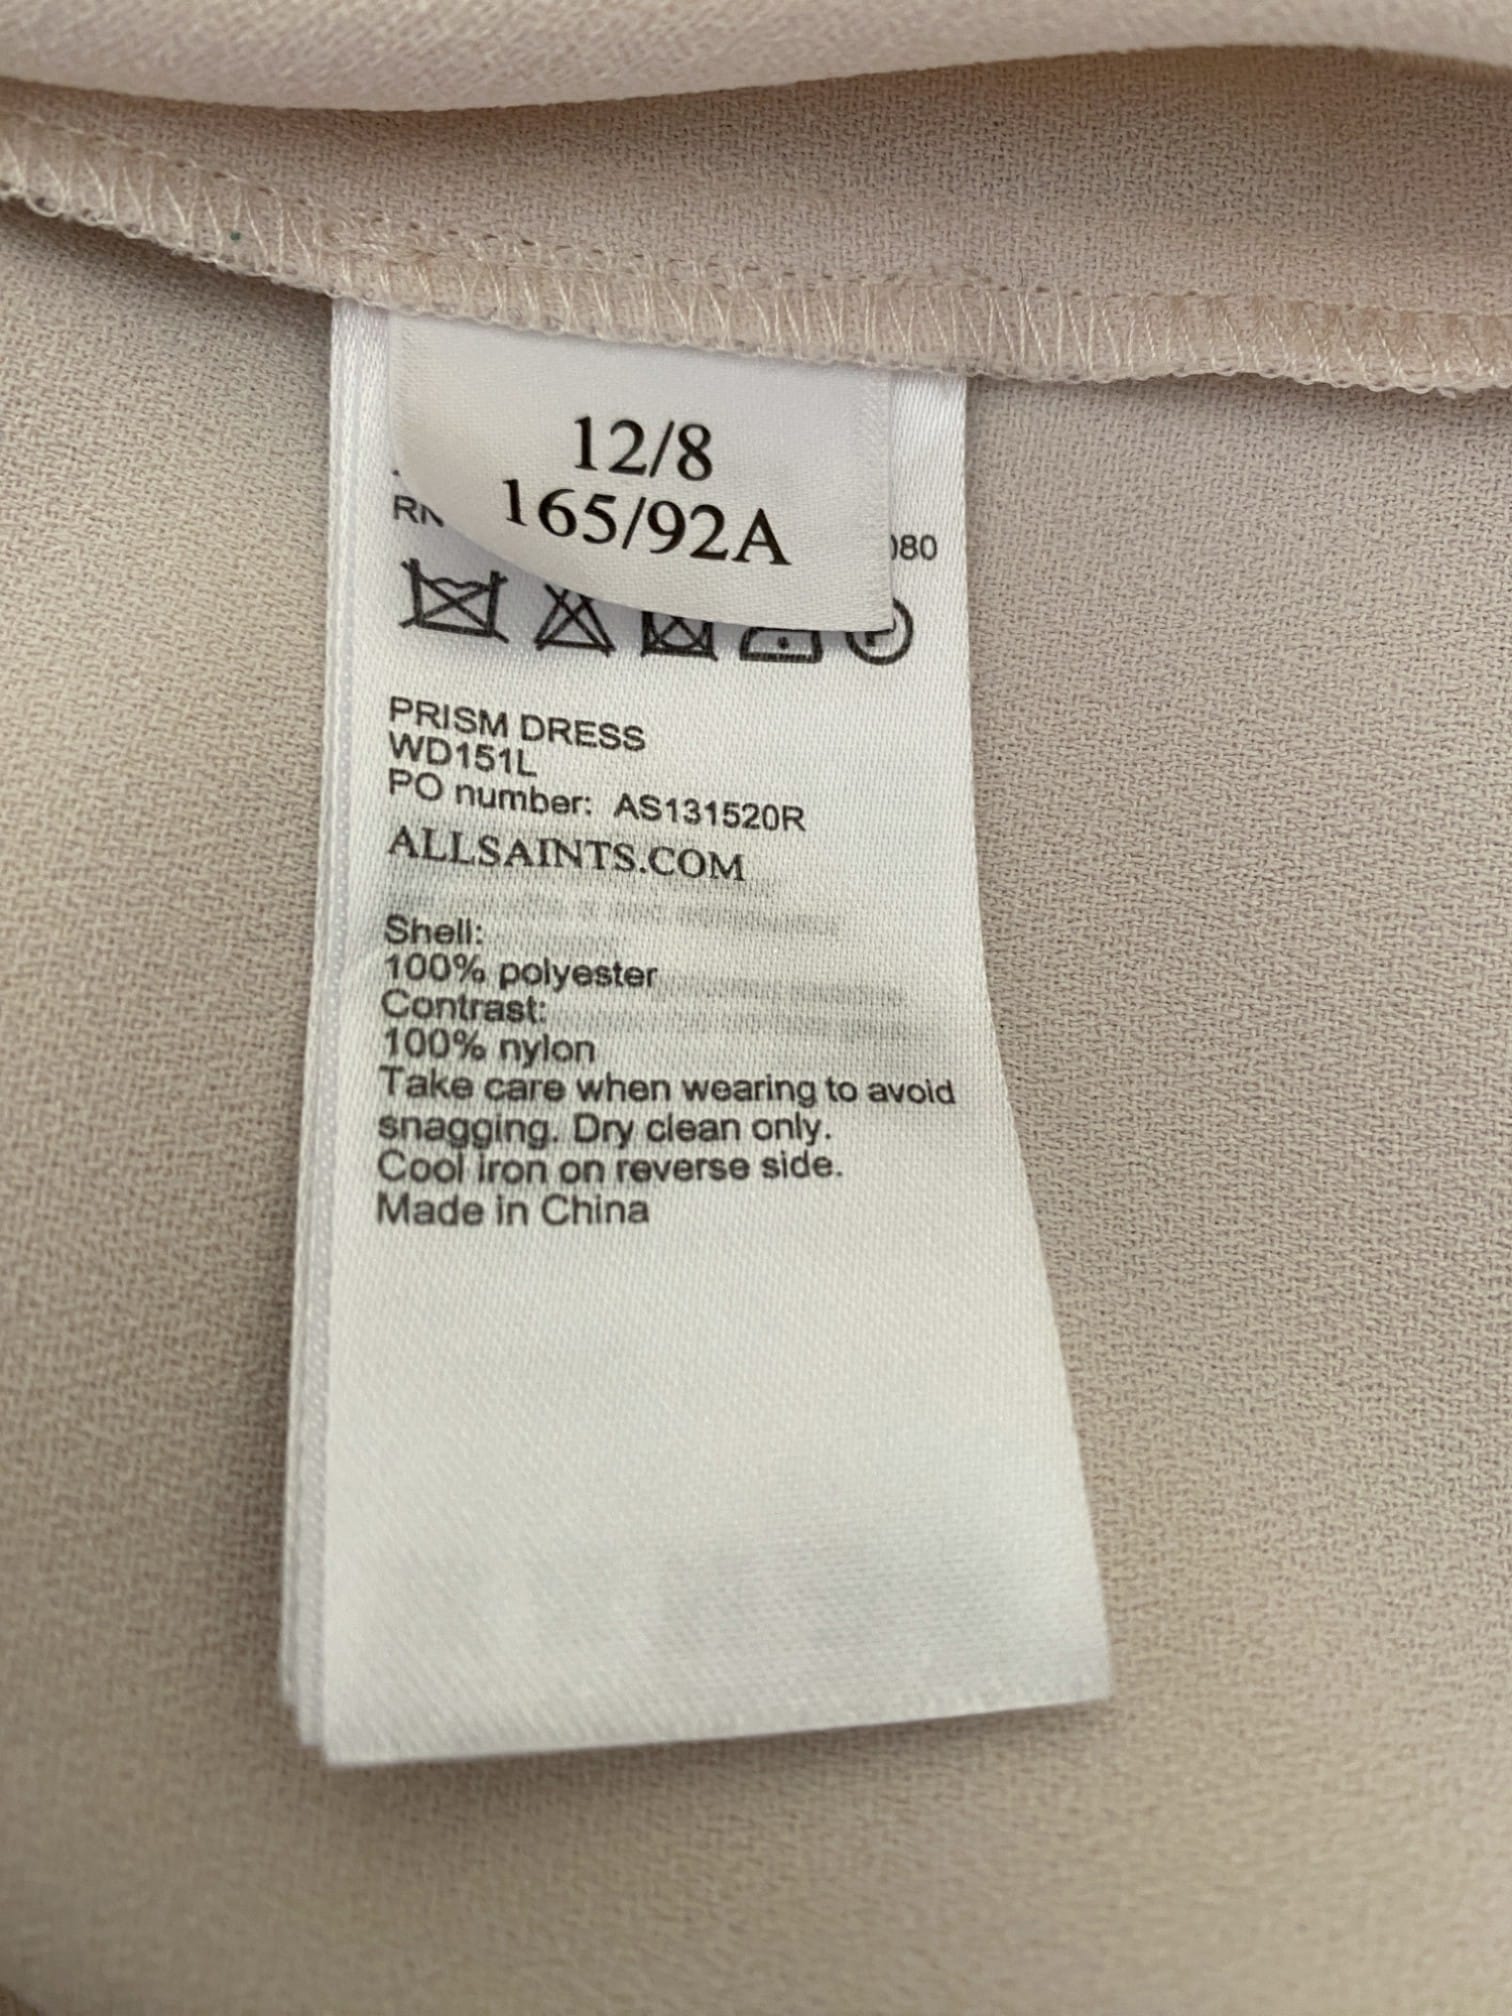 12/8
165/92A
080
PRISM DRESS
WD151L
PO number: AS131520R
ALLSAINTS.COM
Shell:
100% polyester
Contrast:
100% nylon
Take care when wearing to avoid
snagging. Dry clean only.
Cool iron on reverse side.
Made in China